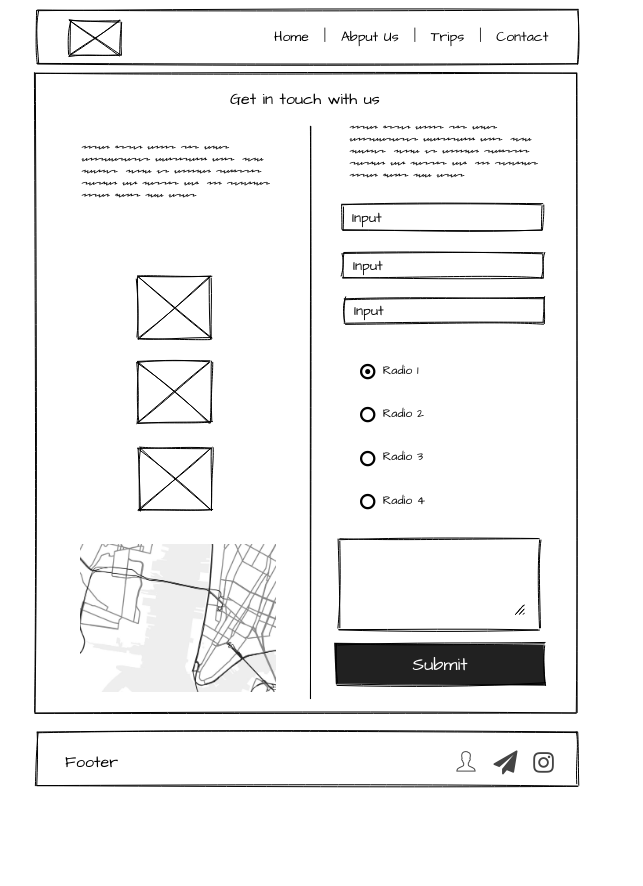 Home | Abput Us | Trips | Contact
Get in touch with us
Input
Input
Input
Radio 1
Radio 2
Radio 3
Radio 4
Submit
Footer